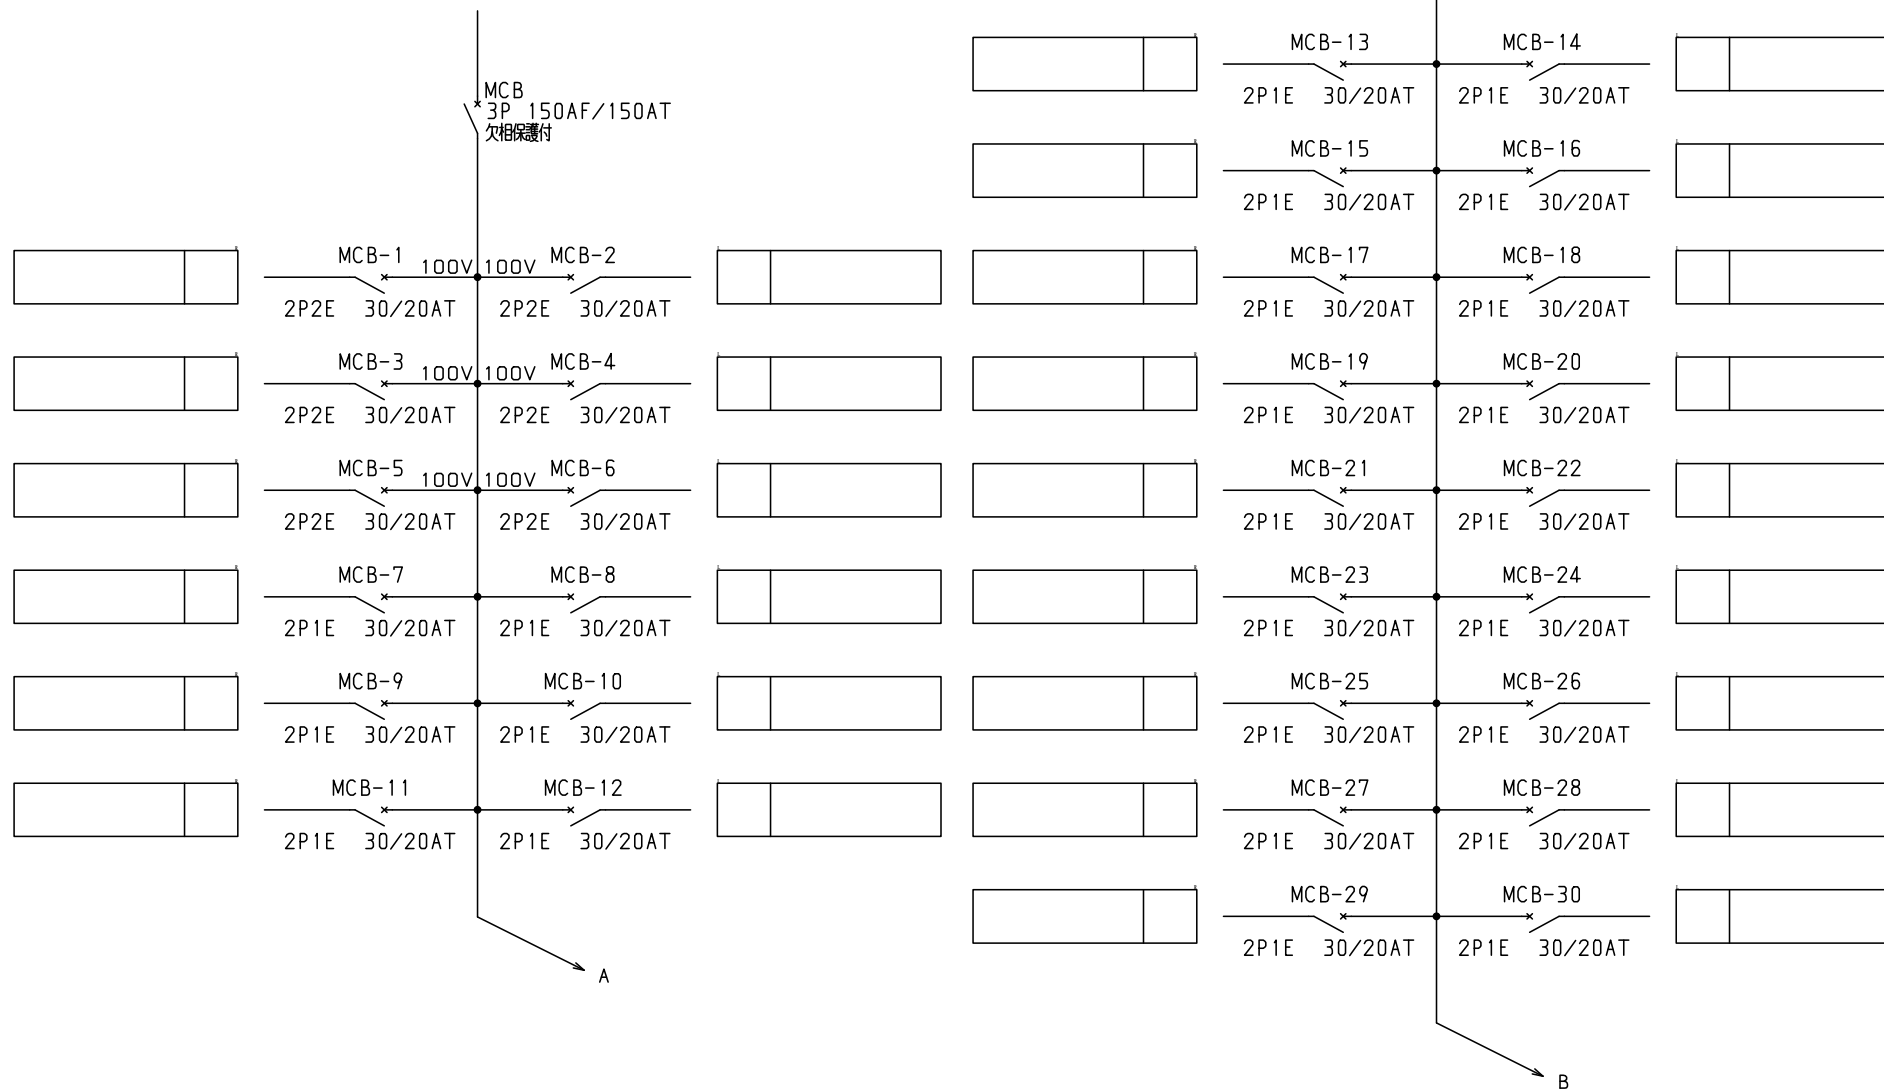 MCB
3P 150AF/150AT
欠相保護付
MCB-1 100V 100V MCB-2
2P2E 30/20AT 2P2E 30/20AT
MCB-3 100V 100V MCB-4
2P2E 30/20AT 2P2E 30/20AT
MCB-5 100V 100V MCB-6
2P2E 30/20AT 2P2E 30/20AT
MCB-7 MCB-8
2P1E 30/20AT 2P1E 30/20AT
MCB-9 MCB-10
2P1E 30/20AT 2P1E 30/20AT
MCB-11 MCB-12
2P1E 30/20AT 2P1E 30/20AT
A
MCB-13 MCB-14
2P1E 30/20AT 2P1E 30/20AT
MCB-15 MCB-16
2P1E 30/20AT 2P1E 30/20AT
MCB-17 MCB-18
2P1E 30/20AT 2P1E 30/20AT
MCB-19 MCB-20
2P1E 30/20AT 2P1E 30/20AT
MCB-21 MCB-22
2P1E 30/20AT 2P1E 30/20AT
MCB-23 MCB-24
2P1E 30/20AT 2P1E 30/20AT
MCB-25 MCB-26
2P1E 30/20AT 2P1E 30/20AT
MCB-27 MCB-28
2P1E 30/20AT 2P1E 30/20AT
MCB-29 MCB-30
2P1E 30/20AT 2P1E 30/20AT
B